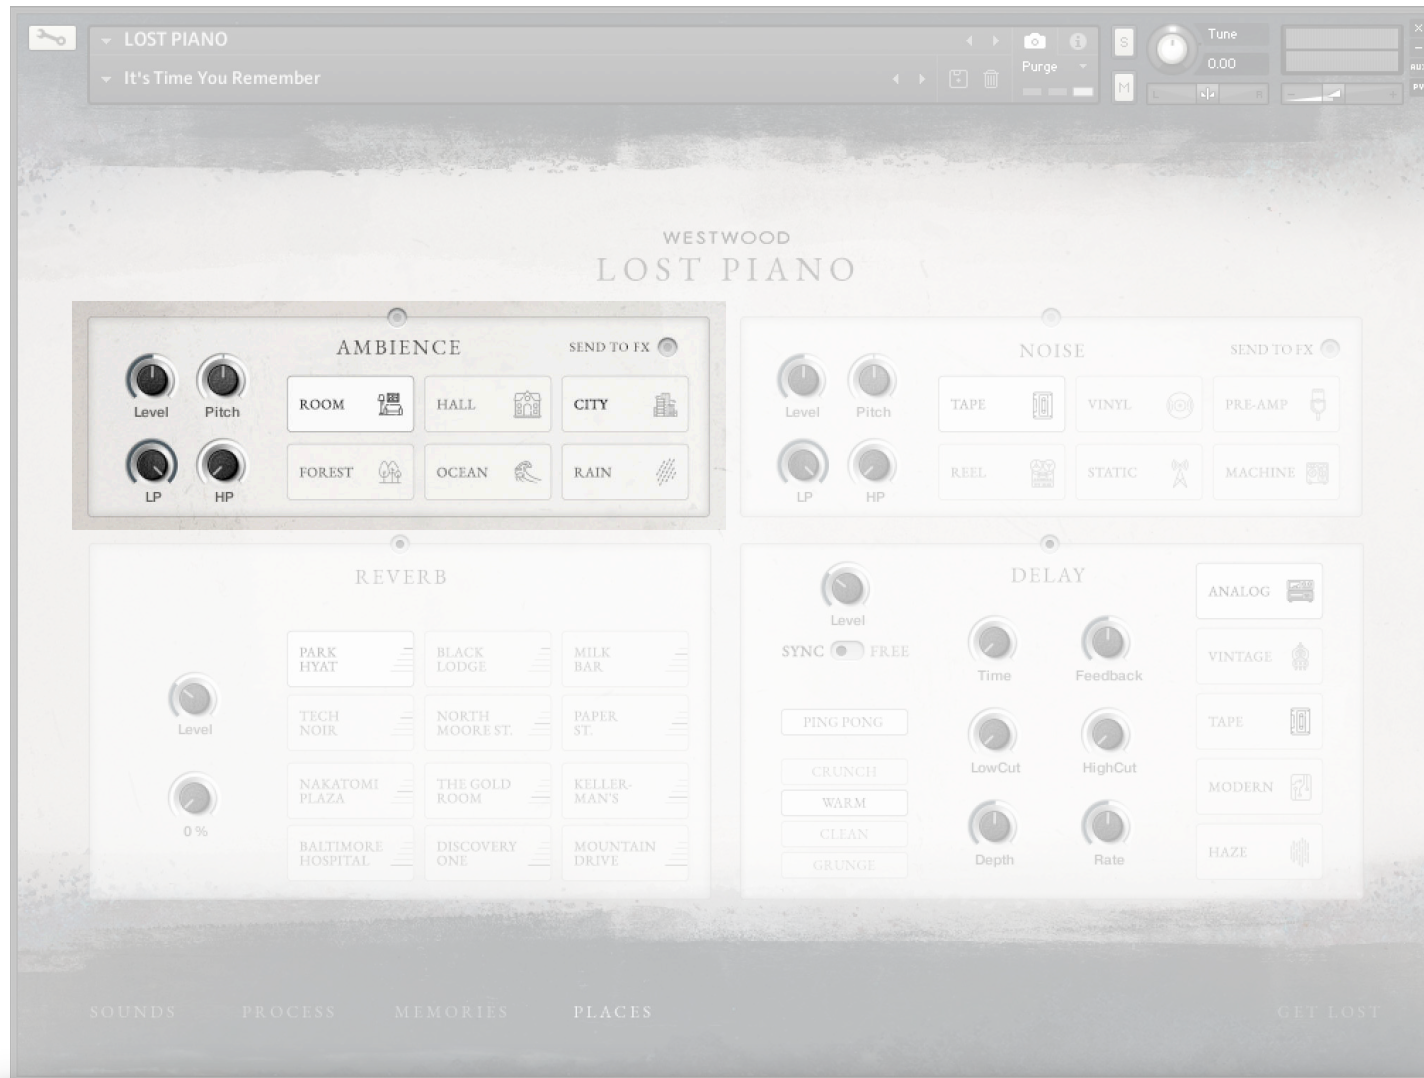 LOST PIANO
It's Time You Remember
Purge
S
M
Tune
0.00
L
R
AUX
PV
WESTWOOD
LOST PIANO
AMBIENCE
SEND TO FX
Level
Pitch
LP
HP
ROOM
HALL
CITY
FOREST
OCEAN
RAIN
NOISE
SEND TO FX
Level
Pitch
LP
HP
TAPE
VINYL
PRE-AMP
REEL
STATIC
MACHINE
REVERB
Level
0 %
PARK
HYAT
BLACK
LODGE
MILK
BAR
TECH
NOIR
NORTH
MOORE ST.
PAPER
ST.
NAKATOMI
PLAZA
THE GOLD
ROOM
KELLER-
MAN'S
BALTIMORE
HOSPITAL
DISCOVERY
ONE
MOUNTAIN
DRIVE
DELAY
Level
SYNC
FREE
PING PONG
CRUNCH
WARM
CLEAN
GRUNGE
Time
Feedback
LowCut
HighCut
Depth
Rate
ANALOG
VINTAGE
TAPE
MODERN
HAZE
SOUNDS
PROCESS
MEMORIES
PLACES
GET LOST